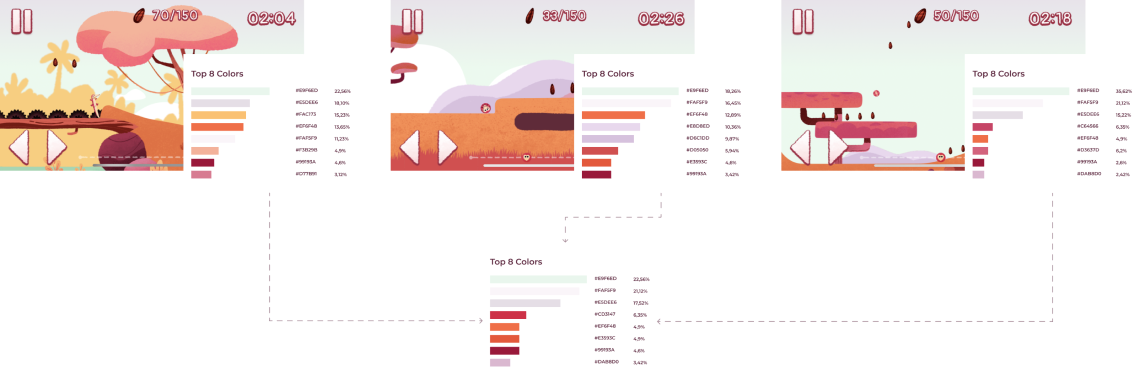 70/150 02:04
Top 8 Colors
#E9F6ED 22,56%
#E5DEE6 18,10%
#FAC173 15,23%
#EF6F48 13,65%
#FAF5F9 11,23%
#F3829B 4,9%
#99193A 4,8%
#D77B91 3,12%
33/150 02:26
Top 8 Colors
#E9F6ED 18,26%
#FAF5F9 16,45%
#EF6F48 12,89%
#E8D8ED 10,36%
#D6C1DD 9,87%
#D05050 5,94%
#E3593C 4,8%
#99193A 3,42%
50/150 02:18
Top 8 Colors
#E9F6ED 35,62%
#FAF5F9 21,12%
#E5DEE6 15,22%
#C64566 6,35%
#EF6F48 4,9%
#D3637D 6,2%
#99193A 2,8%
#DAB8D0 2,42%
Top 8 Colors
#E9F6ED 22,56%
#FAF5F9 21,12%
#E5DEE6 17,52%
#CD3147 6,35%
#EF6F48 4,9%
#E3593C 4,9%
#99193A 4,8%
#DAB8D0 3,42%